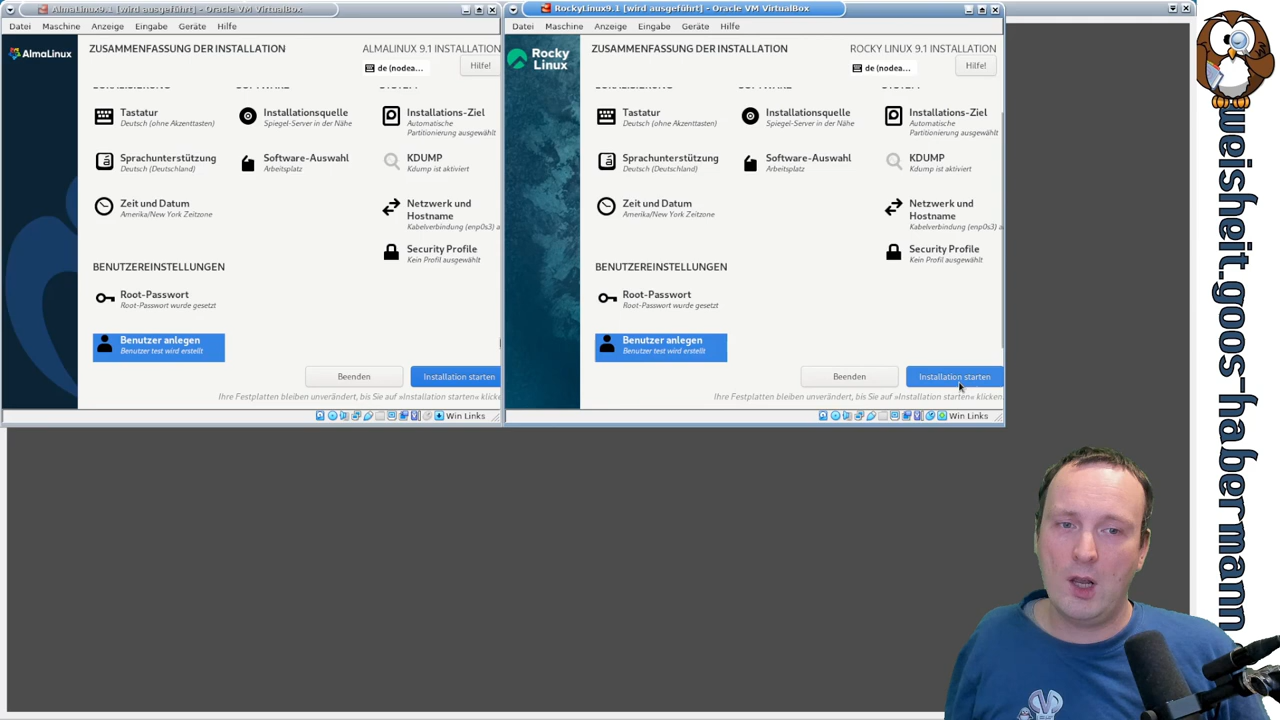 AlmaLinux9.1 [wird ausgeführt] - Oracle VM VirtualBox
Datei Maschine Anzeige Eingabe Geräte Hilfe
AlmaLinux
ZUSAMMENFASSUNG DER INSTALLATION
ALMALINUX 9.1 INSTALLATION
de (nodea...
Hilfe!
Tastatur
Deutsch (ohne Akzenttasten)
Installationsquelle
Spiegel-Server in der Nähe
Installations-Ziel
Automatische
Partitionierung ausgewählt
Sprachunterstützung
Deutsch (Deutschland)
Software-Auswahl
Arbeitsplatz
KDUMP
Kdump ist aktiviert
Zeit und Datum
Amerika/New York Zeitzone
Netzwerk und
Hostname
Kabelverbindung (enp0s3) a
Security Profile
Kein Profil ausgewählt
BENUTZEREINSTELLUNGEN
Root-Passwort
Root-Passwort wurde gesetzt
Benutzer anlegen
Benutzer test wird erstellt
Beenden
Installation starten
Ihre Festplatten bleiben unverändert, bis Sie auf »Installation starten« klicke
Win Links
RockyLinux9.1 [wird ausgeführt] - Oracle VM VirtualBox
Datei Maschine Anzeige Eingabe Geräte Hilfe
Rocky
Linux
ZUSAMMENFASSUNG DER INSTALLATION
ROCKY LINUX 9.1 INSTALLATION
de (nodea...
Hilfe!
Tastatur
Deutsch (ohne Akzenttasten)
Installationsquelle
Spiegel-Server in der Nähe
Installations-Ziel
Automatische
Partitionierung ausgewählt
Sprachunterstützung
Deutsch (Deutschland)
Software-Auswahl
Arbeitsplatz
KDUMP
Kdump ist aktiviert
Zeit und Datum
Amerika/New York Zeitzone
Netzwerk und
Hostname
Kabelverbindung (enp0s3) a
Security Profile
Kein Profil ausgewählt
BENUTZEREINSTELLUNGEN
Root-Passwort
Root-Passwort wurde gesetzt
Benutzer anlegen
Benutzer test wird erstellt
Beenden
Installation starten
Ihre Festplatten bleiben unverändert, bis Sie auf »Installation starten« klicken.
Win Links
weisheit.goos-habermann